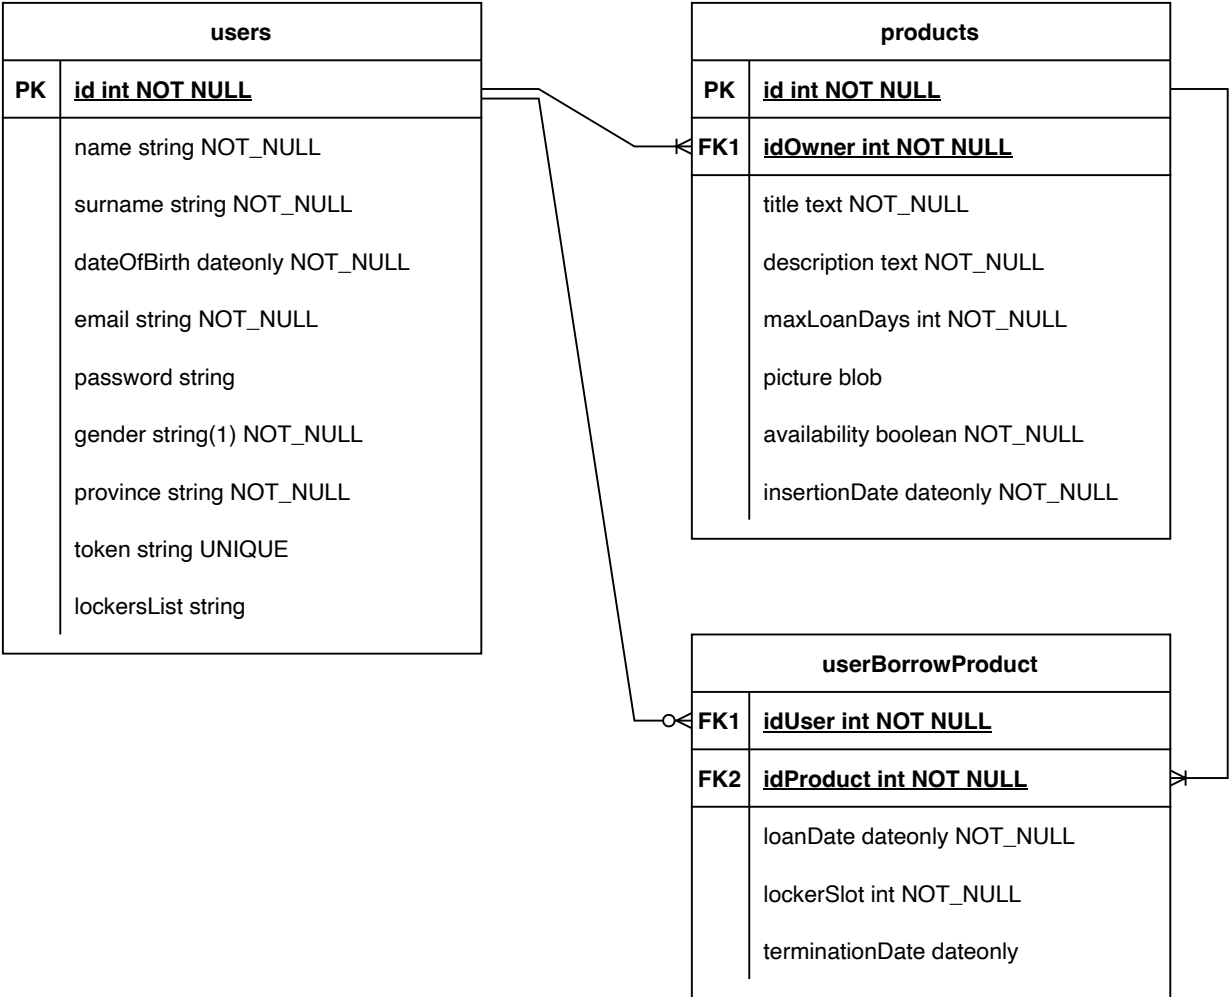 users
PK id int NOT NULL
name string NOT_NULL
surname string NOT_NULL
dateOfBirth dateonly NOT_NULL
email string NOT_NULL
password string
gender string(1) NOT_NULL
province string NOT_NULL
token string UNIQUE
lockersList string
products
PK id int NOT NULL
FK1 idOwner int NOT NULL
title text NOT_NULL
description text NOT_NULL
maxLoanDays int NOT_NULL
picture blob
availability boolean NOT_NULL
insertionDate dateonly NOT_NULL
userBorrowProduct
FK1 idUser int NOT NULL
FK2 idProduct int NOT NULL
loanDate dateonly NOT_NULL
lockerSlot int NOT_NULL
terminationDate dateonly